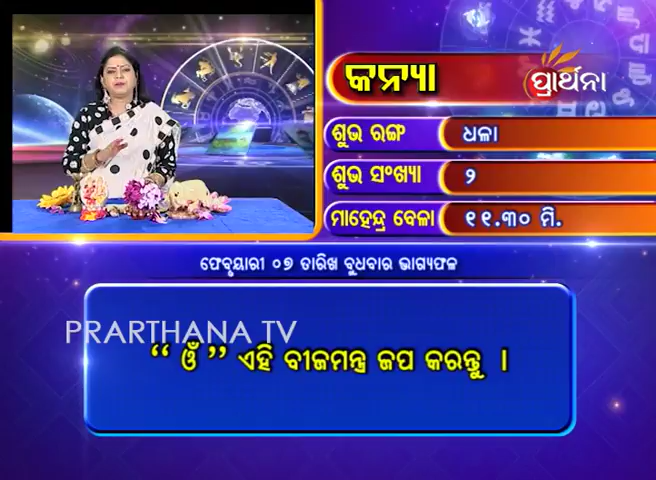 କନ୍ୟା
ପ୍ରାର୍ଥନା
ଶୁଭ ରଙ୍ଗ ଧଳା
ଶୁଭ ସଂଖ୍ୟା ୨
ମାହେନ୍ଦ୍ର ବେଳା ୧୧.୩୦ ମି.
ଫେବୃୟାରୀ ୦୭ ତାରିଖ ବୁଧବାର ଭାଗ୍ୟଫଳ
PRARTHANA TV
“ ଓଁ ” ଏହି ବୀଜମନ୍ତ୍ର ଜପ କରନ୍ତୁ ।